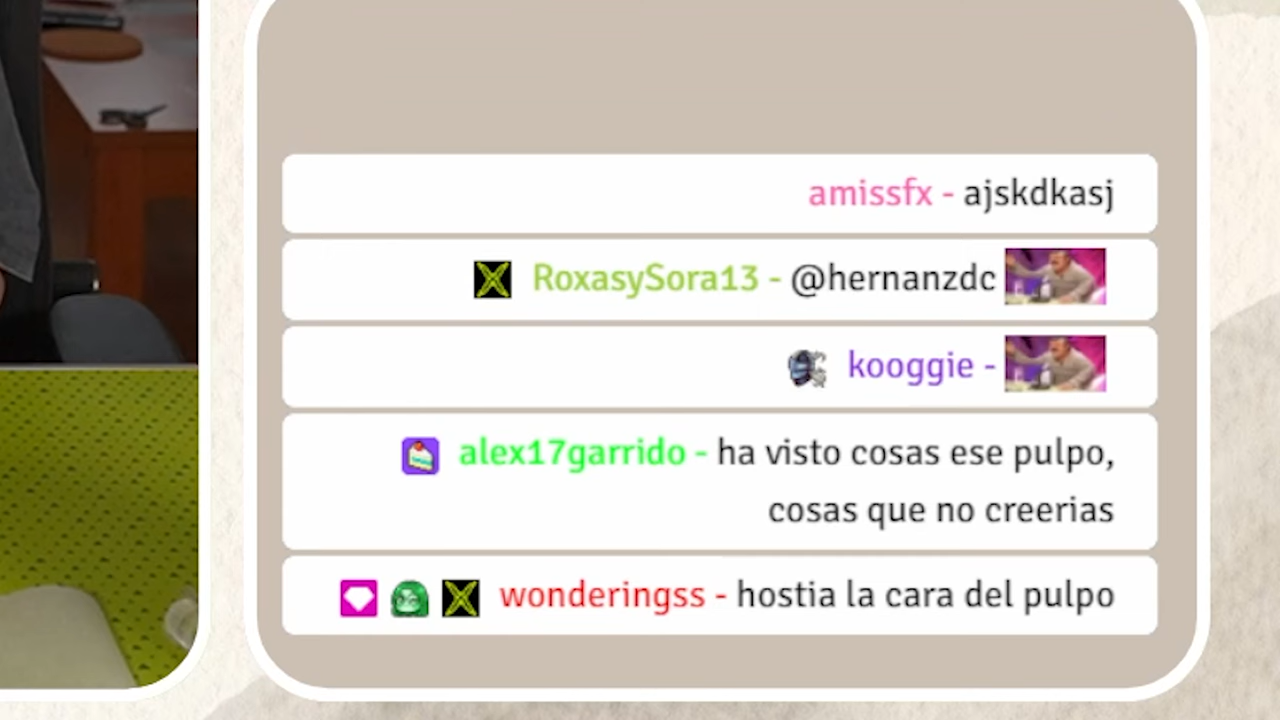 amissfx - ajskdkasj
RoxasySora13 - @hernanzdc
kooggie -
alex17garrido - ha visto cosas ese pulpo,
cosas que no creerias
wonderingss - hostia la cara del pulpo